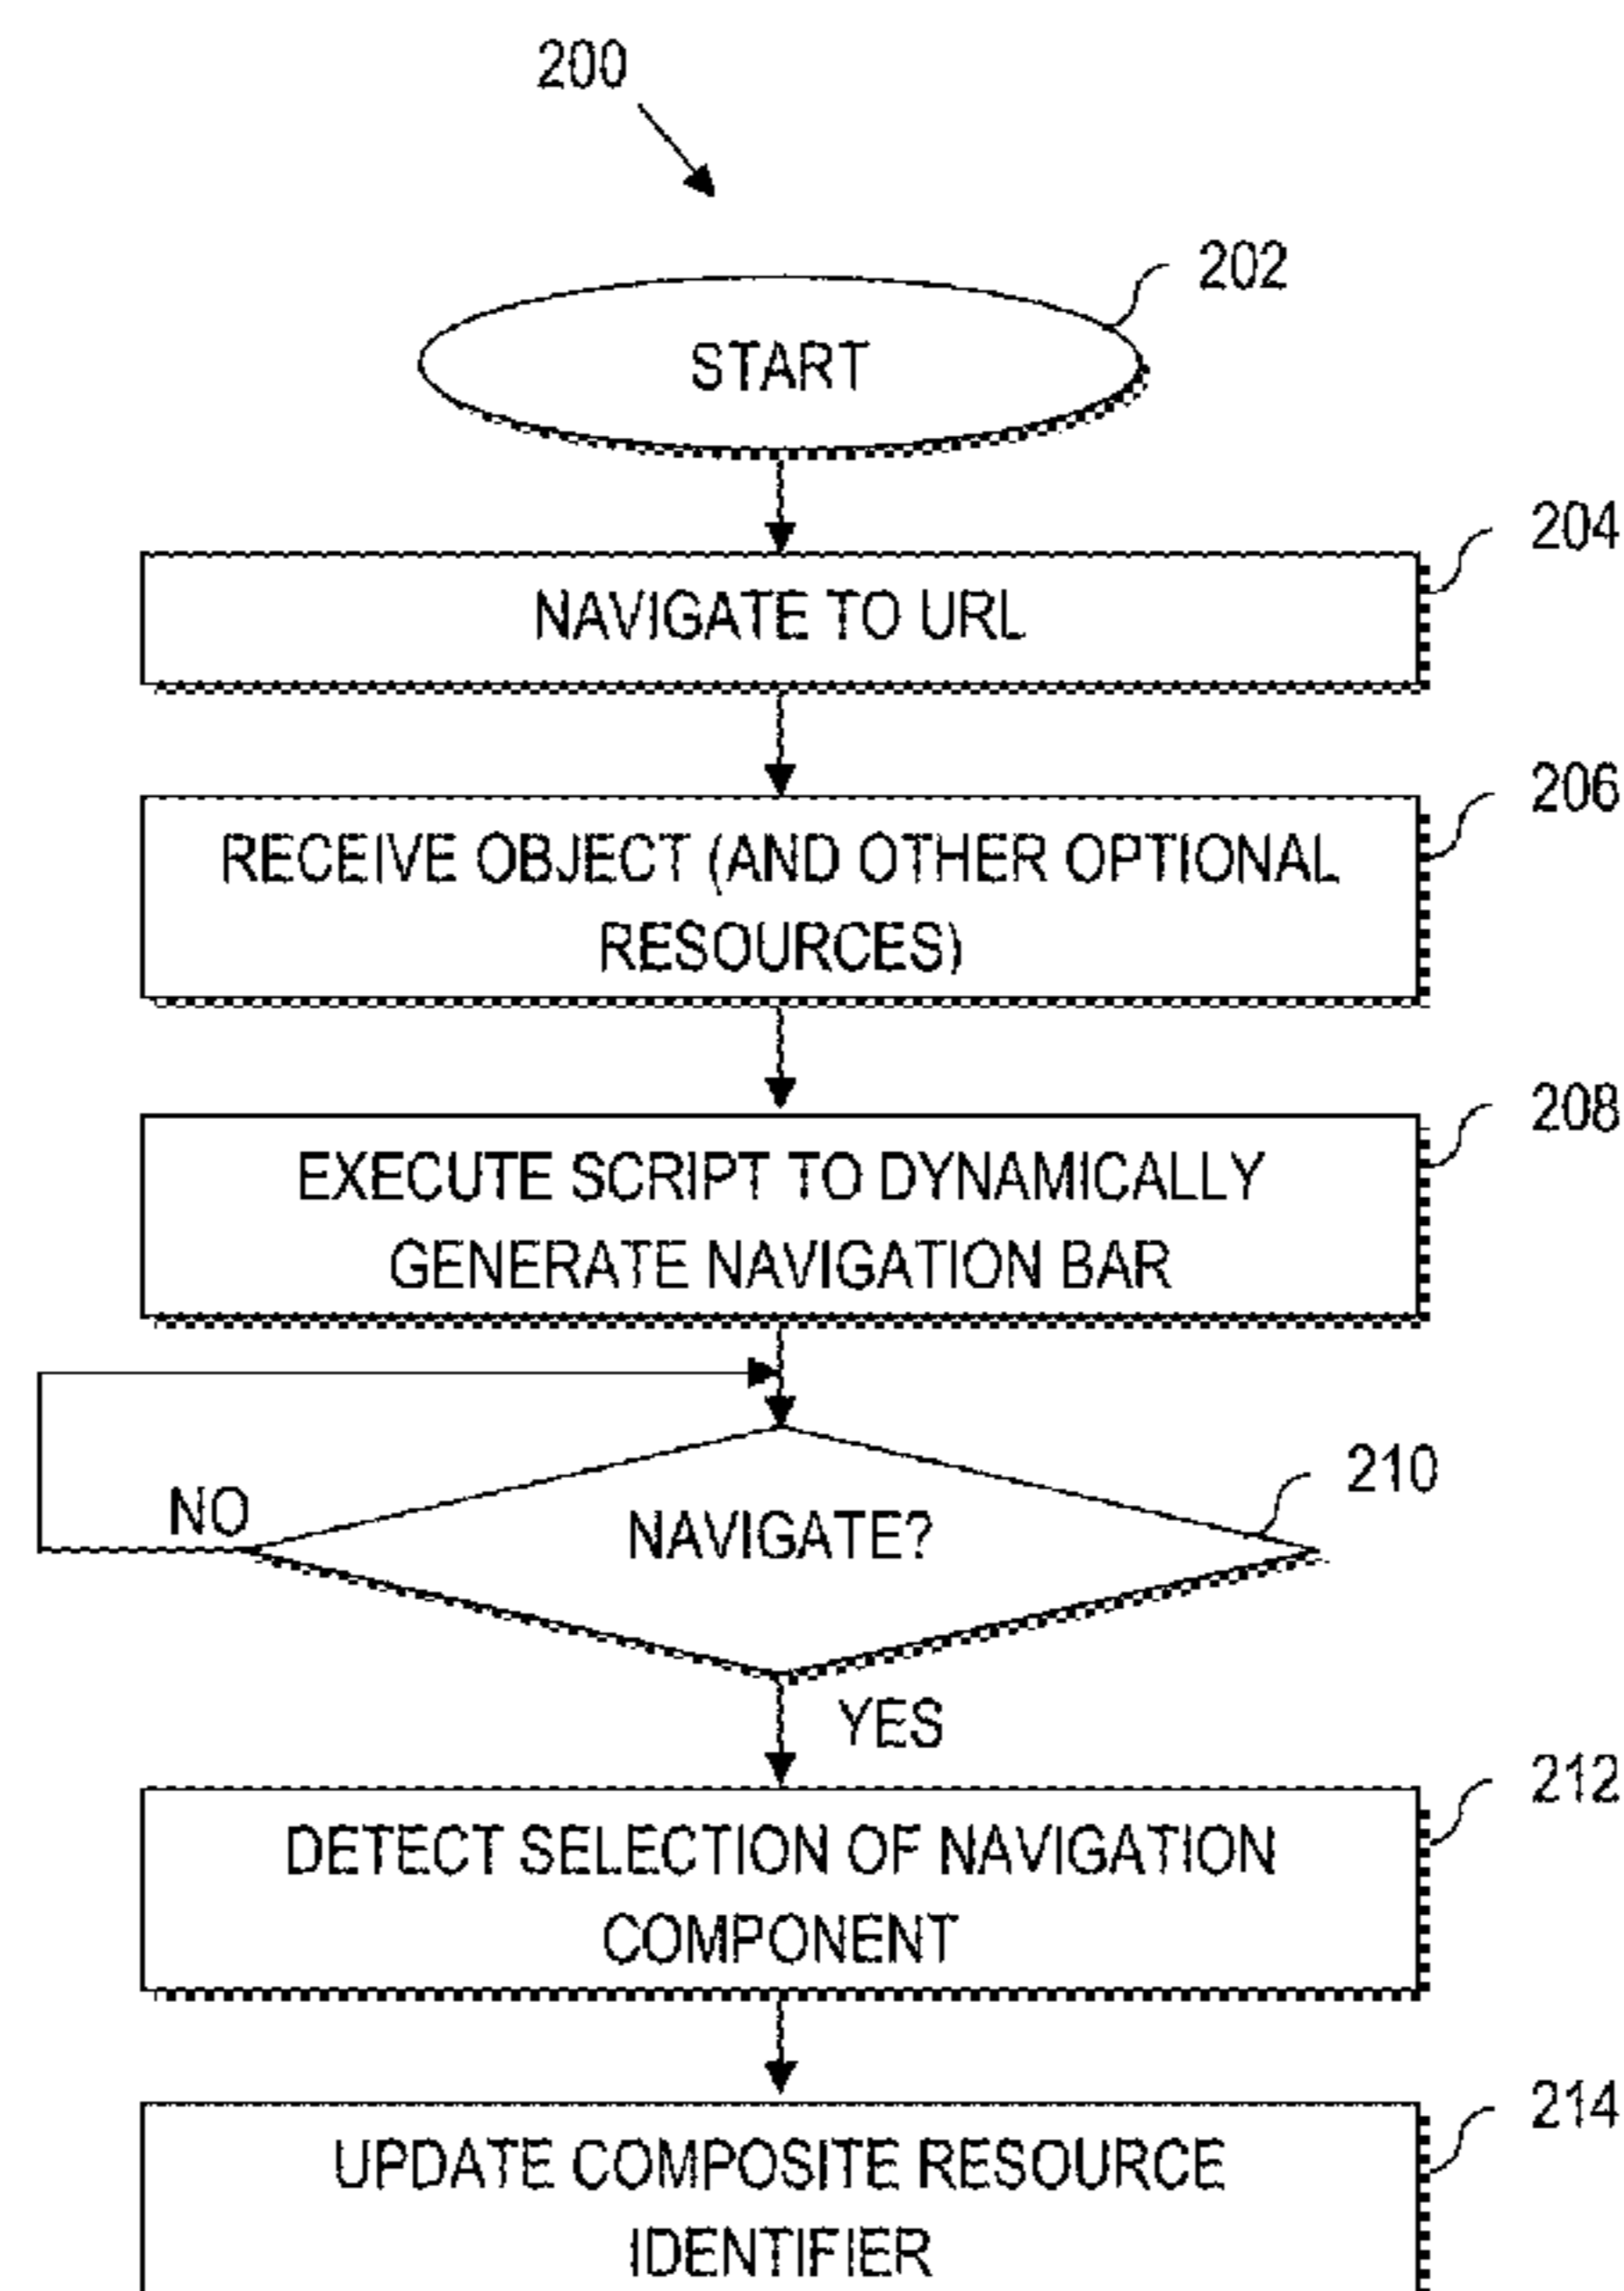 200
202
START
204
NAVIGATE TO URL
206
RECEIVE OBJECT (AND OTHER OPTIONAL
RESOURCES)
208
EXECUTE SCRIPT TO DYNAMICALLY
GENERATE NAVIGATION BAR
210
NO
NAVIGATE?
YES
212
DETECT SELECTION OF NAVIGATION
COMPONENT
214
UPDATE COMPOSITE RESOURCE
IDENTIFIER